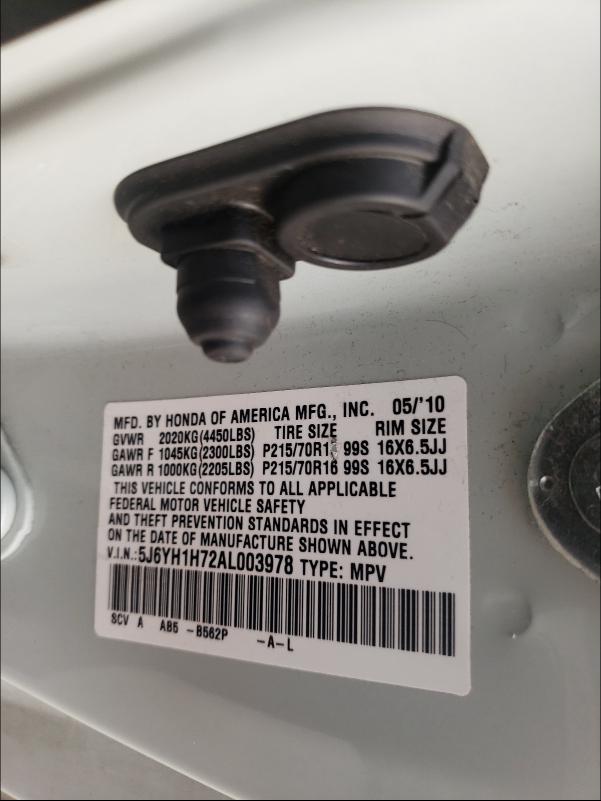 MFD. BY HONDA OF AMERICA MFG., INC. 05/'10
GVWR 2020KG(4450LBS) TIRE SIZE RIM SIZE
GAWR F 1045KG(2300LBS) P215/70R16 99S 16X6.5JJ
GAWR R 1000KG(2205LBS) P215/70R16 99S 16X6.5JJ
THIS VEHICLE CONFORMS TO ALL APPLICABLE
FEDERAL MOTOR VEHICLE SAFETY
AND THEFT PREVENTION STANDARDS IN EFFECT
ON THE DATE OF MANUFACTURE SHOWN ABOVE.
V.I.N.:5J6YH1H72AL003978 TYPE: MPV
SCV A AB5 -B562P -A-L